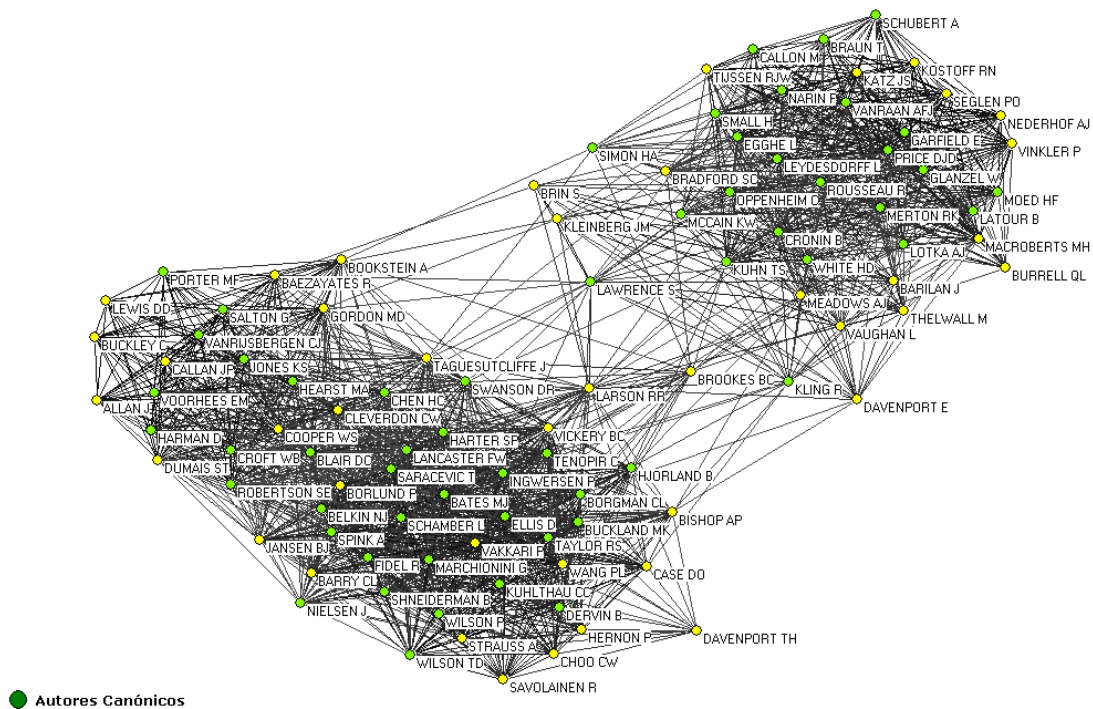 SCHUBERT A
BRAUN T
CALLON M
KOSTOFF RN
TIJSSEN RJW
KATZ JS
NARIN F
SEGLEN PO
VANRAAN AFJ
SMALL H
NEDERHOF AJ
GARFIELD E
EGGHE L
VINKLER P
SIMON HA
PRICE DJD
LEYDESDORFF L
BRADFORD SC
GLANZEL W
ROUSSEAU R
BRIN S
OPPENHEIM C
MOED HF
MCCAIN KW
MERTON RK
LATOUR B
KLEINBERG JM
CRONIN B
MACROBERTS MH
LOTKA AJ
BOOKSTEIN A
KUHN TS
WHITE HD
BURRELL QL
PORTER MF
BAEZAYATES R
LAWRENCE S
BARILAN J
MEADOWS AJ
LEWIS DD
SALTON G
GORDON MD
THELWALL M
VAUGHAN L
BUCKLEY C
VANRIJSBERGEN CJ
CALLAN JP
JONES KS
TAGUESUTCLIFFE J
BROOKES BC
HEARST MA
CHEN HC
SWANSON DR
LARSON RR
KLING R
ALLAN J
VOORHEES EM
DAVENPORT E
CLEVERDON CW
HARMAN D
COOPER WS
HARTER SP
VICKERY BC
CROFT WB
BLAIR DC
LANCASTER FW
TENOPIR C
DUMAIS ST
SARACEVIC T
INGWERSEN P
HJORLAND B
ROBERTSON SE
BORLUND P
BATES MJ
BORGMAN CL
BELKIN NJ
SCHAMBER L
ELLIS D
BUCKLAND MK
BISHOP AP
JANSEN BJ
SPINK A
VAKKARI P
TAYLOR RS
FIDEL R
MARCHIONINI G
WANG PL
CASE DO
BARRY CL
NIELSEN J
SHNEIDERMAN B
KUHLTHAU CC
WILSON P
DERVIN B
STRAUSS A
HERNON P
DAVENPORT TH
WILSON TD
CHOO CW
SAVOLAINEN R
Autores Canónicos